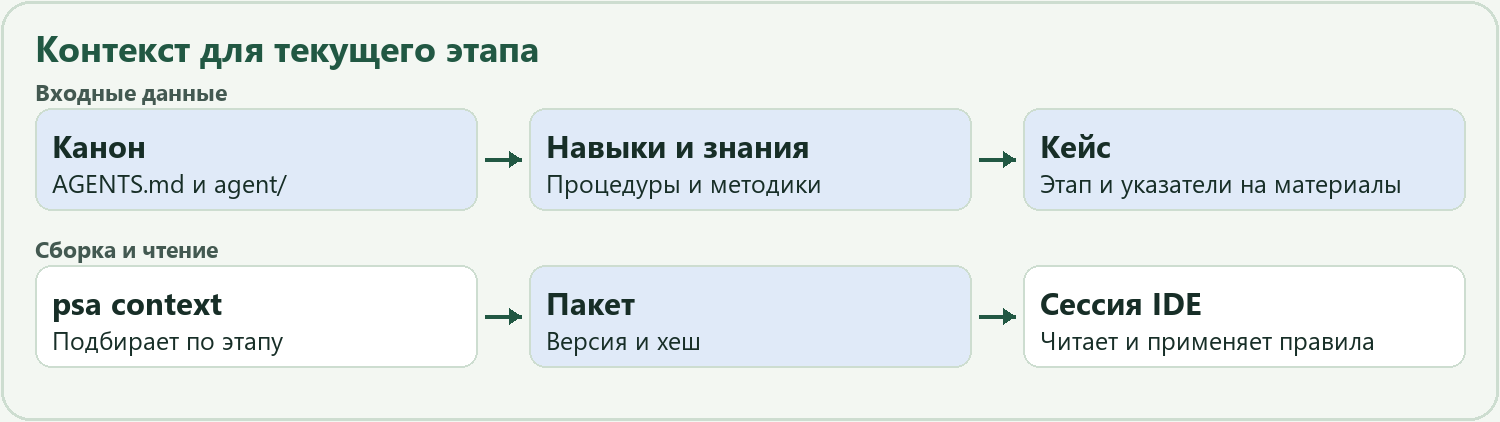 Контекст для текущего этапа
Входные данные
Канон
AGENTS.md и agent/
Навыки и знания
Процедуры и методики
Кейс
Этап и указатели на материалы
Сборка и чтение
psa context
Подбирает по этапу
Пакет
Версия и хеш
Сессия IDE
Читает и применяет правила